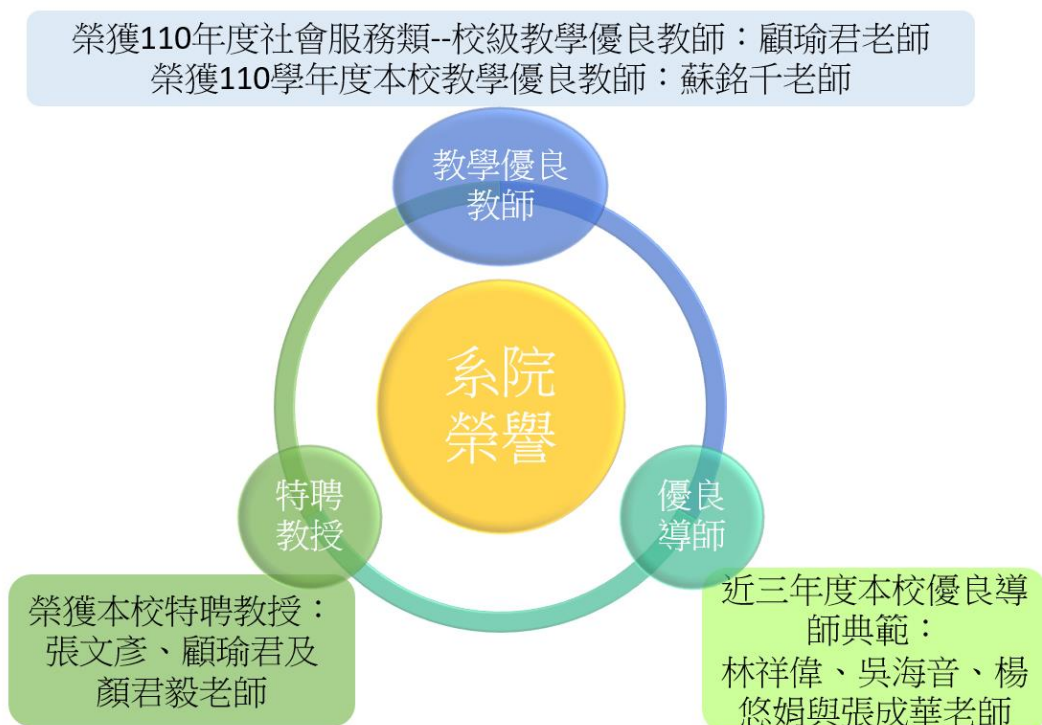 榮獲110年度社會服務類--校級教學優良教師：顧瑜君老師
榮獲110學年度本校教學優良教師：蘇銘千老師
教學優良
教師
系院
榮譽
特聘
教授
優良
導師
榮獲本校特聘教授：
張文彥、顧瑜君及
顏君毅老師
近三年度本校優良導
師典範：
林祥偉、吳海音、楊
悠娟與張成華老師